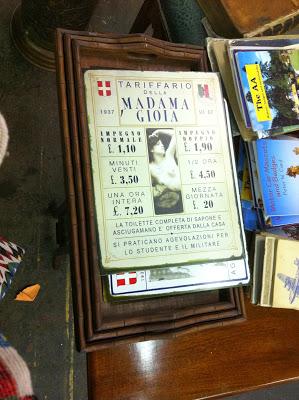 TARIFFARIO
DELLA
MADAMA
GIOIA
1937
IMPEGNO NORMALE
£ 1,10
IMPEGNO DOPPIO
£ 1,90
MINUTI VENTI
£ 3,50
1/2 ORA
£ 4,50
UNA ORA INTERA
£ 7,20
MEZZA GIORNATA
£ 20
LA TOILETTE COMPLETA DI SAPONE E
ASCIUGAMANO E' OFFERTA DALLA CASA
SI PRATICANO AGEVOLAZIONI PER
LO STUDENTE E IL MILITARE
The AA
and Badges